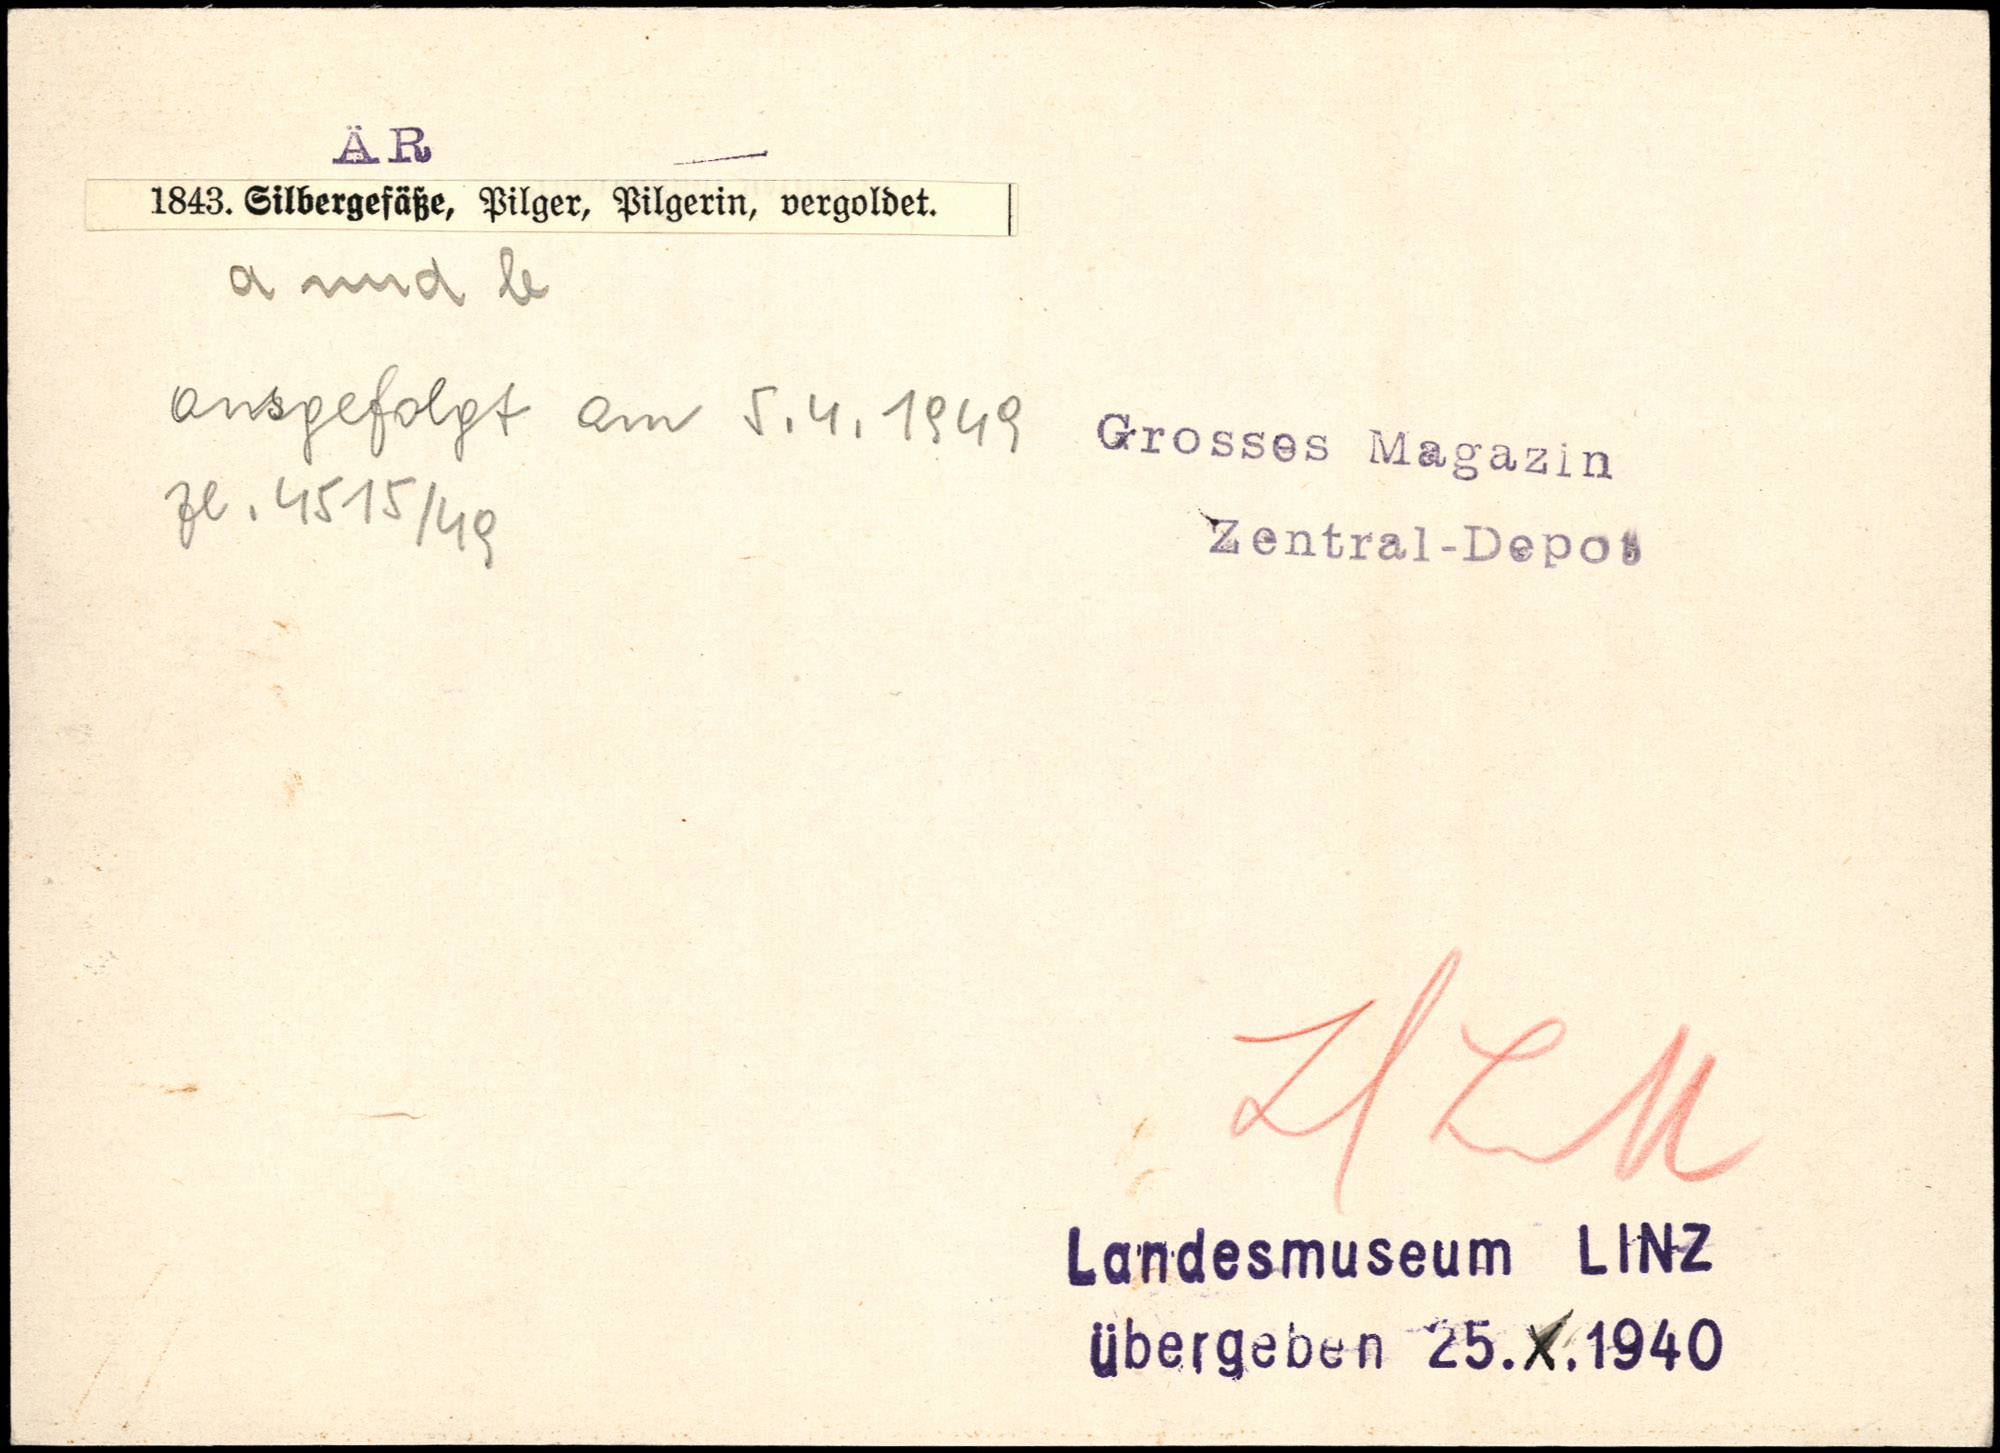 ÄR
1843. Silbergefäße, Pilger, Pilgerin, vergoldet.
a und b
ausgefolgt am 5.4.1949
Zl. 4515/49
Grosses Magazin
Zentral-Depot
Landesmuseum LINZ
übergeben 25.X.1940